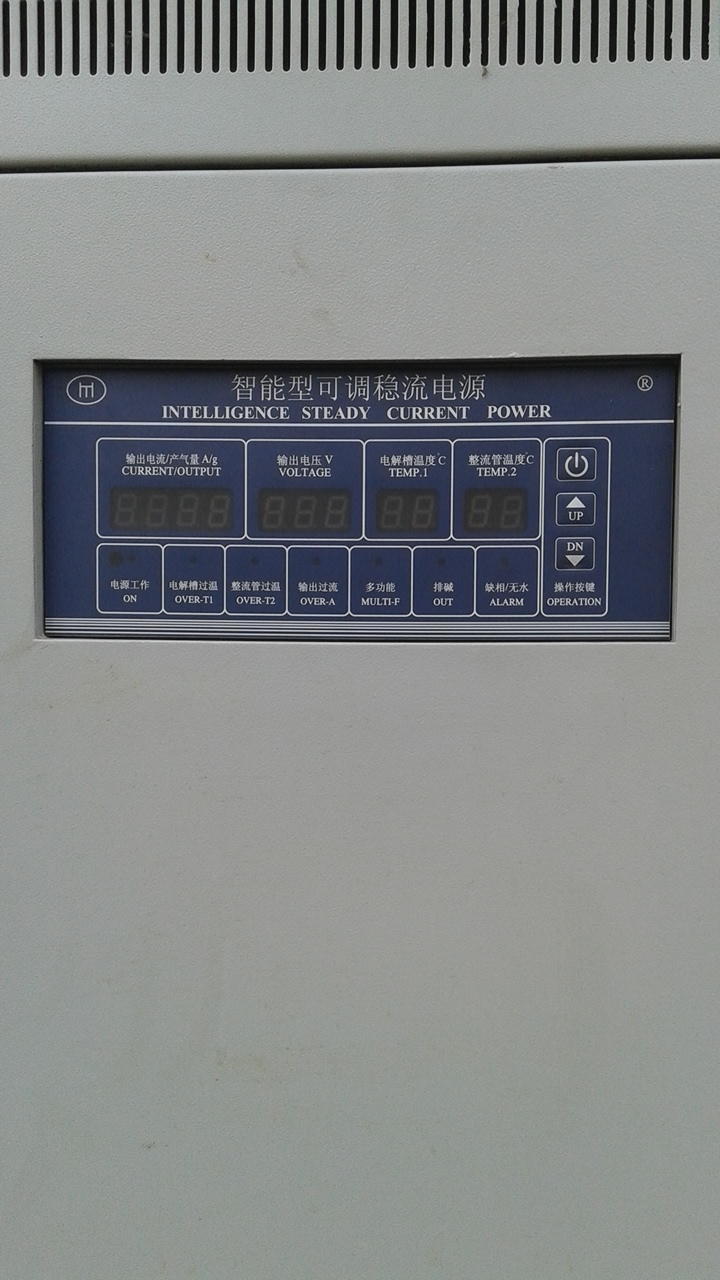 智能型可调稳流电源
®
INTELLIGENCE STEADY CURRENT POWER
输出电流/产气量 A/g
CURRENT/OUTPUT
输出电压 V
VOLTAGE
电解槽温度℃
TEMP.1
整流管温度℃
TEMP.2
UP
DN
电源工作
ON
电解槽过温
OVER-T1
整流管过温
OVER-T2
输出过流
OVER-A
多功能
MULTI-F
排碱
OUT
缺相/无水
ALARM
操作按键
OPERATION